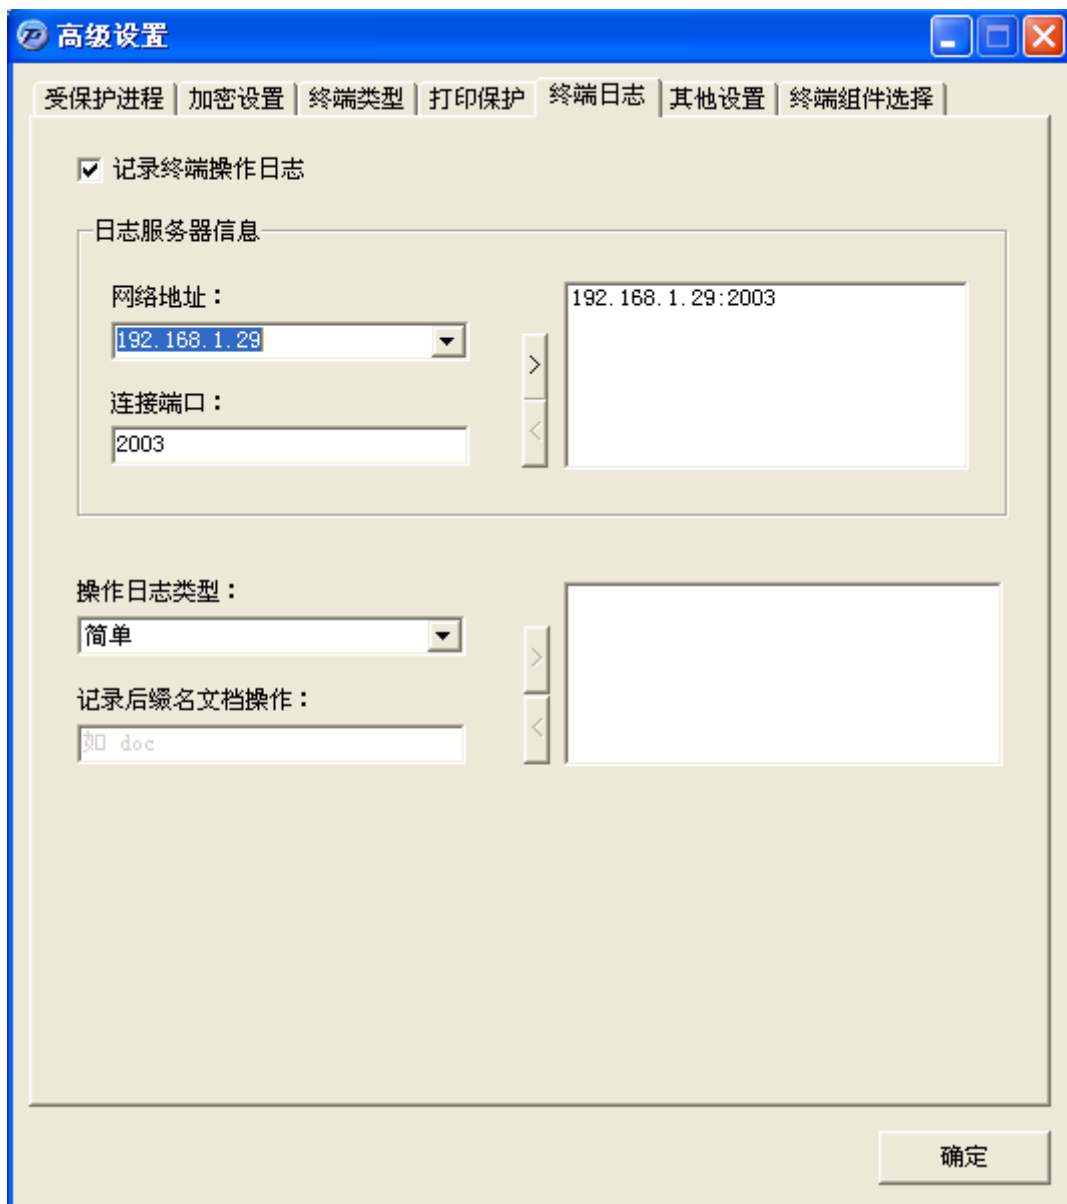 高级设置
受保护进程 加密设置 终端类型 打印保护 终端日志 其他设置 终端组件选择
记录终端操作日志
日志服务器信息
网络地址：
192.168.1.29:2003
192.168.1.29
>
连接端口：
<
2003
操作日志类型：
简单
>
记录后缀名文档操作：
<
如 doc
确定